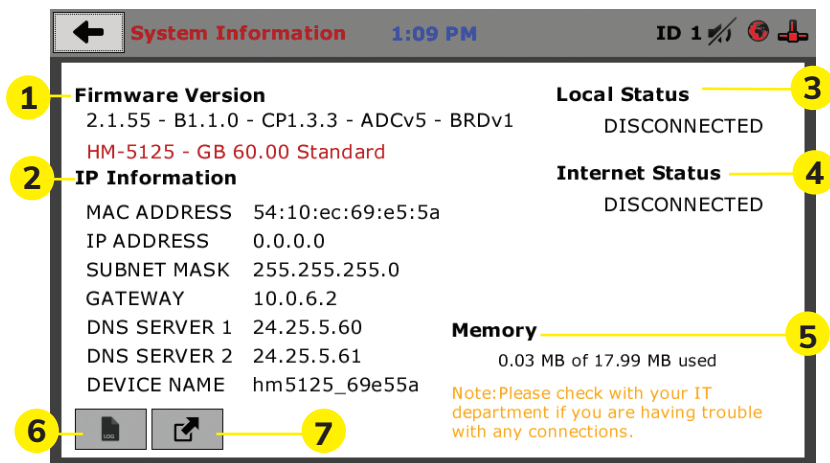 System Information 1:09 PM ID 1
1 Firmware Version Local Status 3
2.1.55 - B1.1.0 - CP1.3.3 - ADCv5 - BRDv1 DISCONNECTED
HM-5125 - GB 60.00 Standard
2 IP Information Internet Status 4
MAC ADDRESS 54:10:ec:69:e5:5a DISCONNECTED
IP ADDRESS 0.0.0.0
SUBNET MASK 255.255.255.0
GATEWAY 10.0.6.2
DNS SERVER 1 24.25.5.60 Memory 5
DNS SERVER 2 24.25.5.61 0.03 MB of 17.99 MB used
DEVICE NAME hm5125_69e55a
Note:Please check with your IT
department if you are having trouble
with any connections.
6 LOG 7